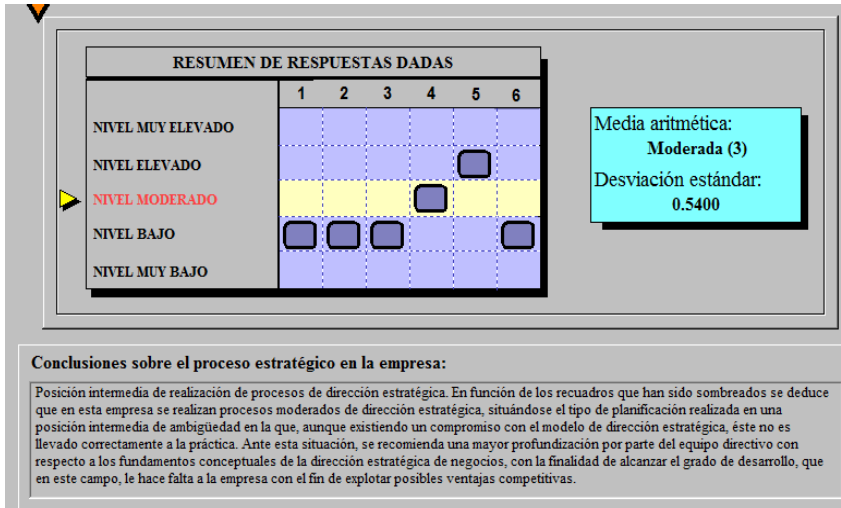 RESUMEN DE RESPUESTAS DADAS
1 2 3 4 5 6
NIVEL MUY ELEVADO
NIVEL ELEVADO
NIVEL MODERADO
NIVEL BAJO
NIVEL MUY BAJO
Media aritmética:
Moderada (3)
Desviación estándar:
0.5400
Conclusiones sobre el proceso estratégico en la empresa:
Posición intermedia de realización de procesos de dirección estratégica. En función de los recuadros que han sido sombreados se deduce
que en esta empresa se realizan procesos moderados de dirección estratégica, situándose el tipo de planificación realizada en una
posición intermedia de ambigüedad en la que, aunque existiendo un compromiso con el modelo de dirección estratégica, éste no es
llevado correctamente a la práctica. Ante esta situación, se recomienda una mayor profundización por parte del equipo directivo con
respecto a los fundamentos conceptuales de la dirección estratégica de negocios, con la finalidad de alcanzar el grado de desarrollo, que
en este campo, le hace falta a la empresa con el fin de explotar posibles ventajas competitivas.